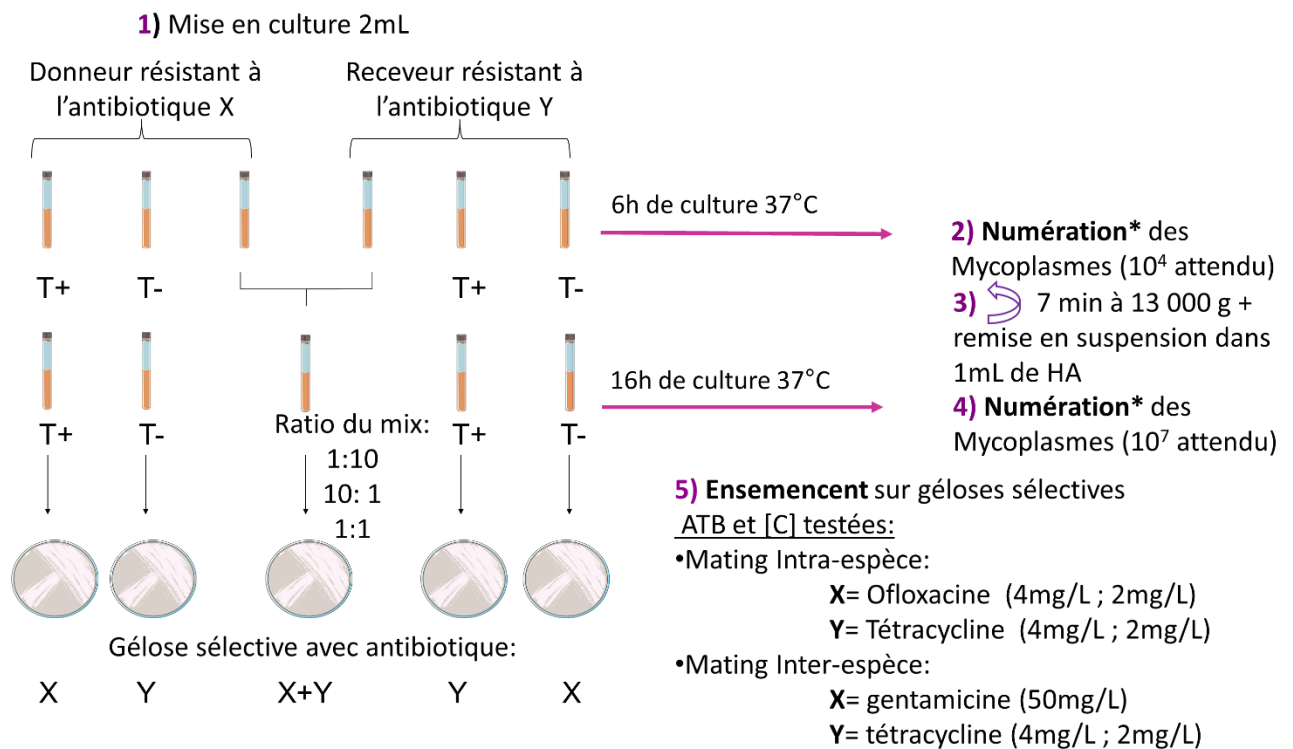 1) Mise en culture 2mL
Donneur résistant à
l’antibiotique X
Receveur résistant à
l’antibiotique Y
T+
T-
T+
T-
6h de culture 37°C
2) Numération* des
Mycoplasmes (10⁴ attendu)
3) 7 min à 13 000 g +
remise en suspension dans
1mL de HA
4) Numération* des
Mycoplasmes (10⁷ attendu)
16h de culture 37°C
T+
T-
Ratio du mix:
1:10
10: 1
1:1
T+
T-
Gélose sélective avec antibiotique:
X
Y
X+Y
Y
X
5) Ensemencent sur géloses sélectives
ATB et [C] testées:
•Mating Intra-espèce:
X= Ofloxacine (4mg/L ; 2mg/L)
Y= Tétracycline (4mg/L ; 2mg/L)
•Mating Inter-espèce:
X= gentamicine (50mg/L)
Y= tétracycline (4mg/L ; 2mg/L)